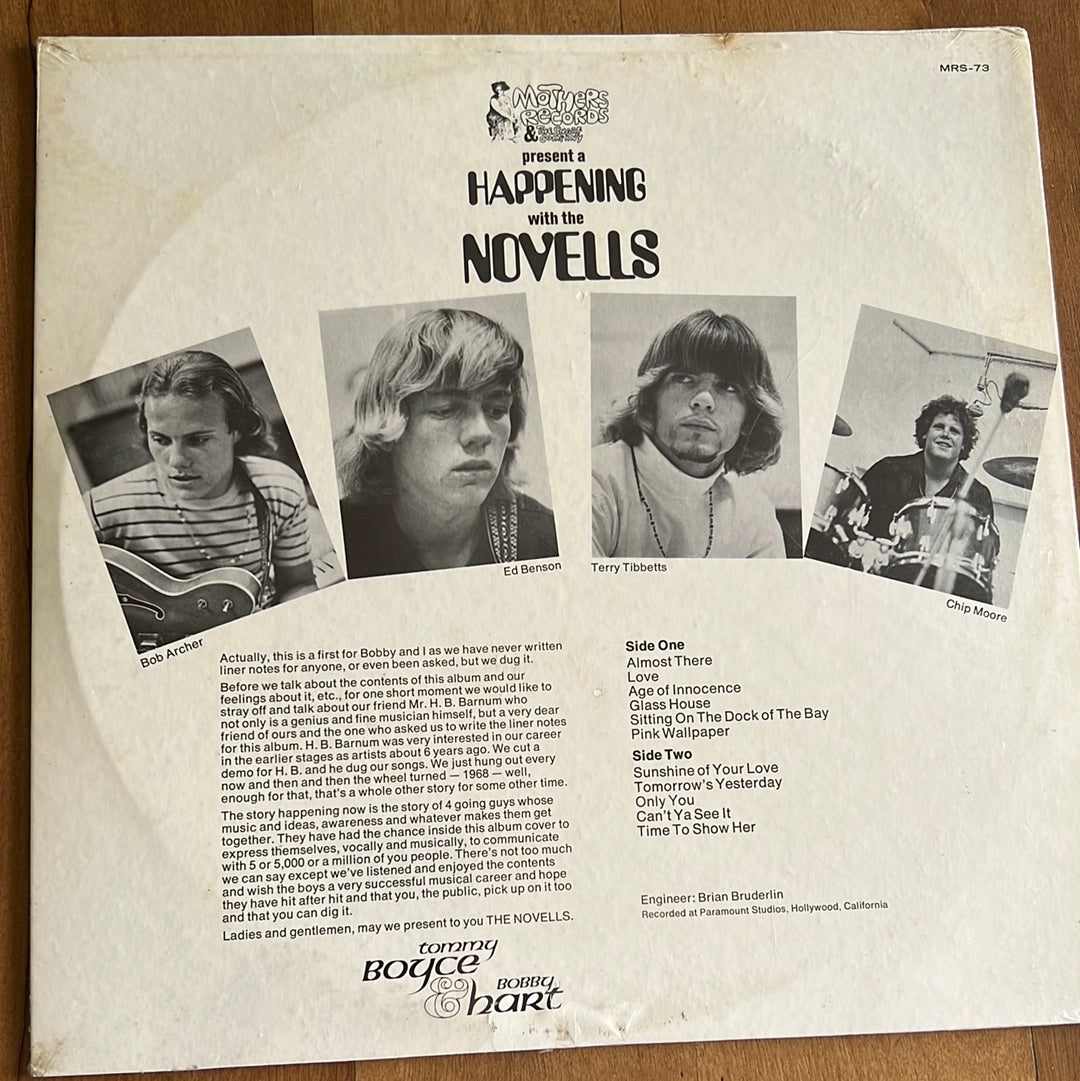 MRS-73
MOTHERS
RECORDS
&
present a
HAPPENING
with the
NOVELLS
Bob Archer
Ed Benson
Terry Tibbetts
Chip Moore
Actually, this is a first for Bobby and I as we have never written
liner notes for anyone, or even been asked, but we dug it.
Before we talk about the contents of this album and our
feelings about it, etc., for one short moment we would like to
stray off and talk about our friend Mr. H. B. Barnum who
not only is a genius and fine musician himself, but a very dear
friend of ours and the one who asked us to write the liner notes
for this album. H. B. Barnum was very interested in our career
in the earlier stages as artists about 6 years ago. We cut a
demo for H. B. and he dug our songs. We just hung out every
now and then and then the wheel turned — 1968 — well,
enough for that, that's a whole other story for some other time.
The story happening now is the story of 4 going guys whose
music and ideas, awareness and whatever makes them get
together. They have had the chance inside this album cover to
express themselves, vocally and musically, to communicate
with 5 or 5,000 or a million of you people. There's not too much
we can say except we've listened and enjoyed the contents
and wish the boys a very successful musical career and hope
they have hit after hit and that you, the public, pick up on it too
and that you can dig it.
Ladies and gentlemen, may we present to you THE NOVELLS.
tommy
BOYCE
& BOBBY
hart
Side One
Almost There
Love
Age of Innocence
Glass House
Sitting On The Dock of The Bay
Pink Wallpaper
Side Two
Sunshine of Your Love
Tomorrow's Yesterday
Only You
Can't Ya See It
Time To Show Her
Engineer: Brian Bruderlin
Recorded at Paramount Studios, Hollywood, California